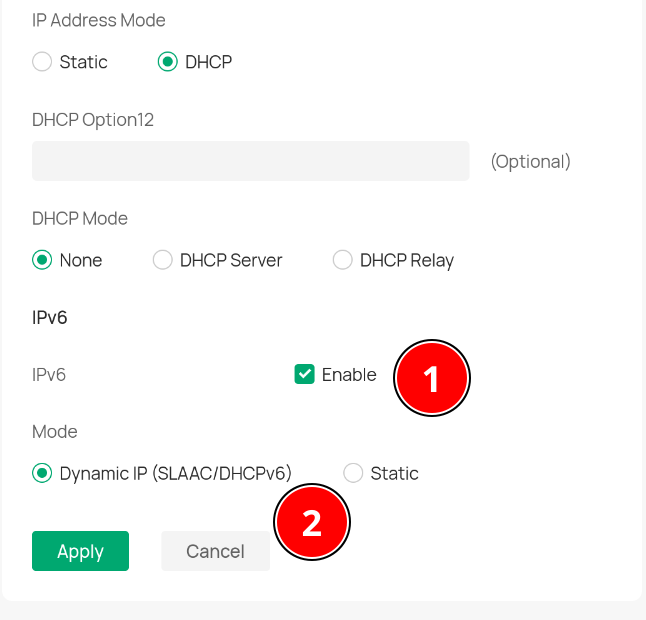 IP Address Mode
Static DHCP
DHCP Option12
(Optional)
DHCP Mode
None DHCP Server DHCP Relay
IPv6
IPv6 Enable 1
Mode
Dynamic IP (SLAAC/DHCPv6) Static
2
Apply Cancel